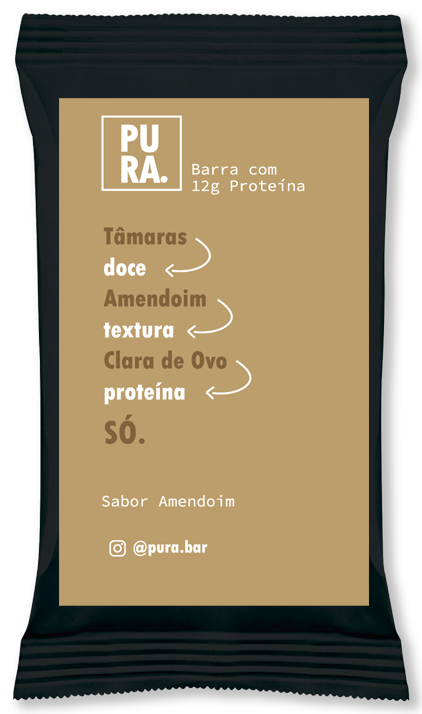 PU
RA.
Barra com
12g Proteína
Tâmaras
doce
Amendoim
textura
Clara de Ovo
proteína
SÓ.
Sabor Amendoim
@pura.bar